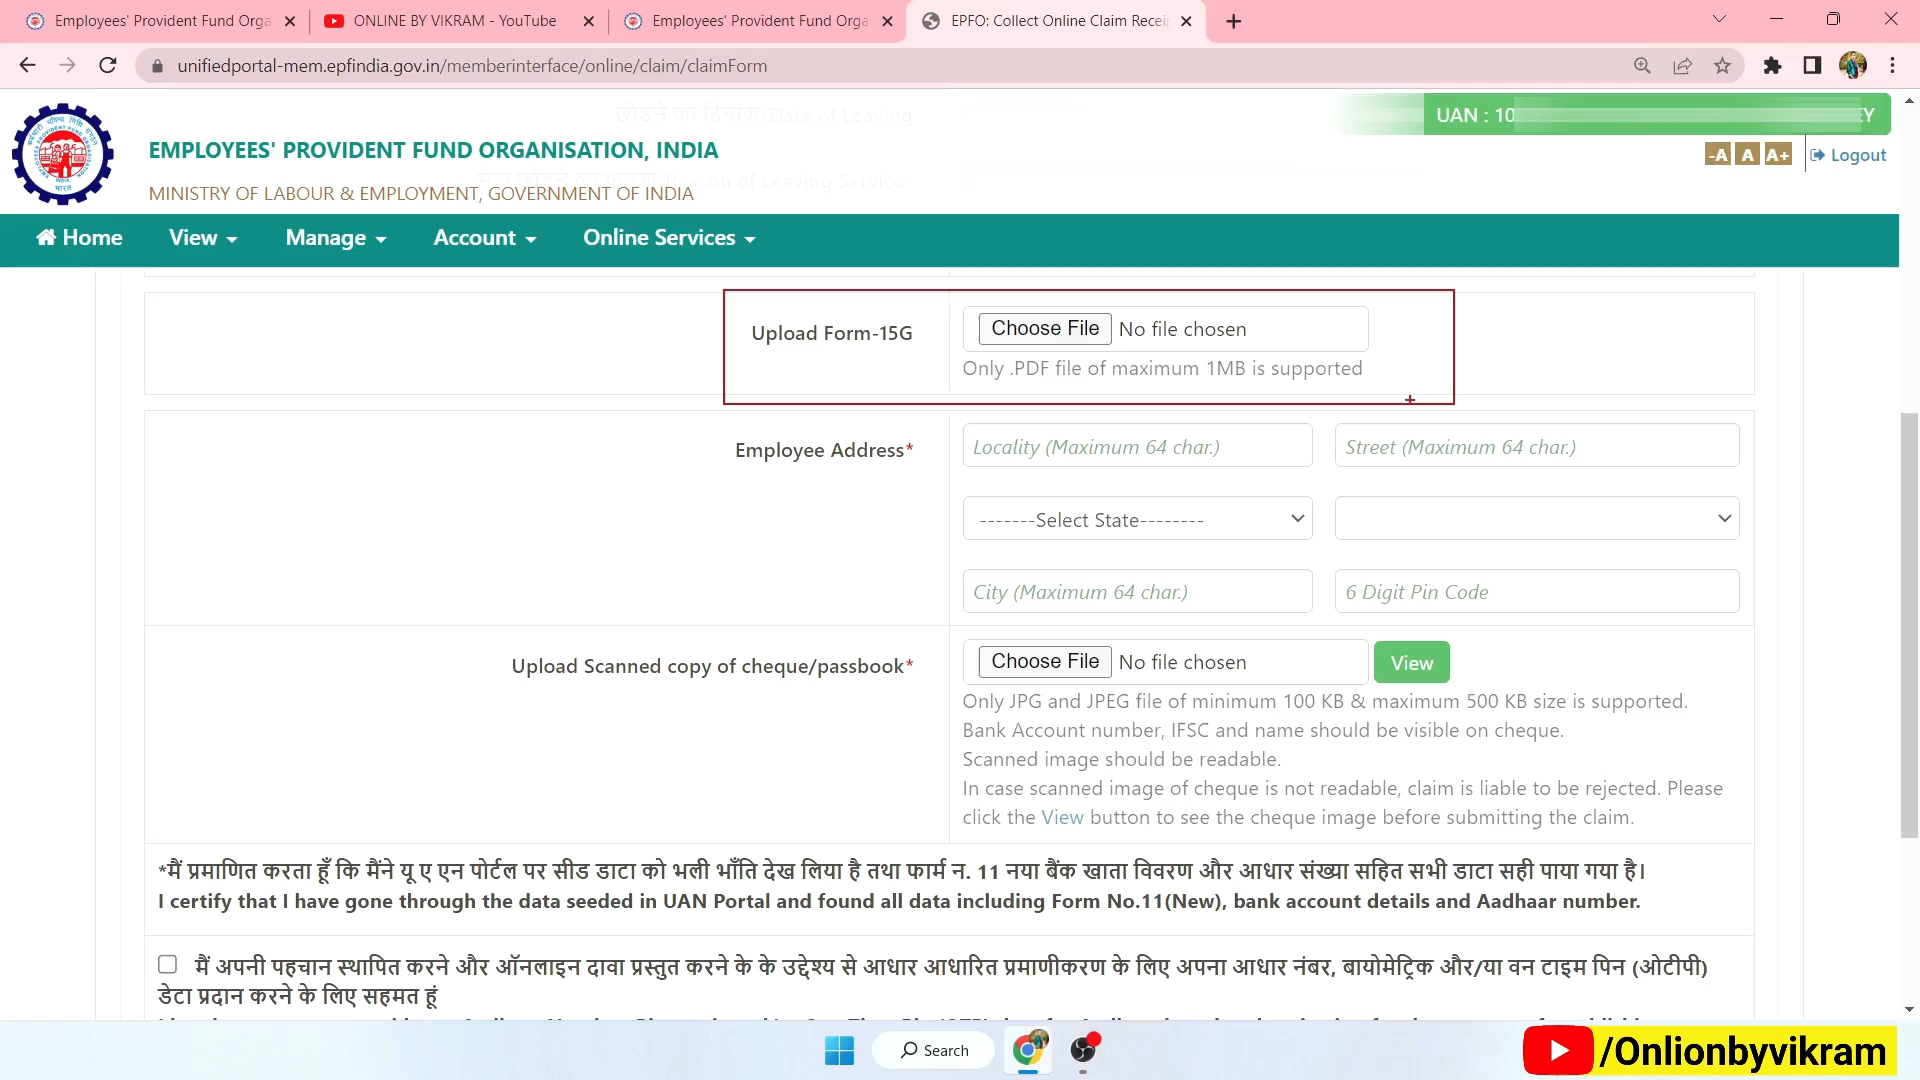 Employees' Provident Fund Orga
ONLINE BY VIKRAM - YouTube
Employees' Provident Fund Orga
EPFO: Collect Online Claim Recei
unifiedportal-mem.epfindia.gov.in/memberinterface/online/claim/claimForm
छोड़ने का दिनांक/Date of Leaving
UAN : 10
EY
EMPLOYEES' PROVIDENT FUND ORGANISATION, INDIA
-A A A+ Logout
सेवा छोड़ने का कारण Reason of Leaving Service*
MINISTRY OF LABOUR & EMPLOYMENT, GOVERNMENT OF INDIA
Home View Manage Account Online Services
Upload Form-15G
Choose File No file chosen
Only .PDF file of maximum 1MB is supported
Employee Address*
Locality (Maximum 64 char.) Street (Maximum 64 char.)
-------Select State--------
City (Maximum 64 char.) 6 Digit Pin Code
Upload Scanned copy of cheque/passbook*
Choose File No file chosen View
Only JPG and JPEG file of minimum 100 KB & maximum 500 KB size is supported.
Bank Account number, IFSC and name should be visible on cheque.
Scanned image should be readable.
In case scanned image of cheque is not readable, claim is liable to be rejected. Please
click the View button to see the cheque image before submitting the claim.
*मैं प्रमाणित करता हूँ कि मैंने यू ए एन पोर्टल पर सीड डाटा को भली भाँति देख लिया है तथा फार्म न. 11 नया बैंक खाता विवरण और आधार संख्या सहित सभी डाटा सही पाया गया है।
I certify that I have gone through the data seeded in UAN Portal and found all data including Form No.11(New), bank account details and Aadhaar number.
मैं अपनी पहचान स्थापित करने और ऑनलाइन दावा प्रस्तुत करने के के उद्देश्य से आधार आधारित प्रमाणीकरण के लिए अपना आधार नंबर, बायोमेट्रिक और/या वन टाइम पिन (ओटीपी)
डेटा प्रदान करने के लिए सहमत हूं
Search
/Onlionbyvikram